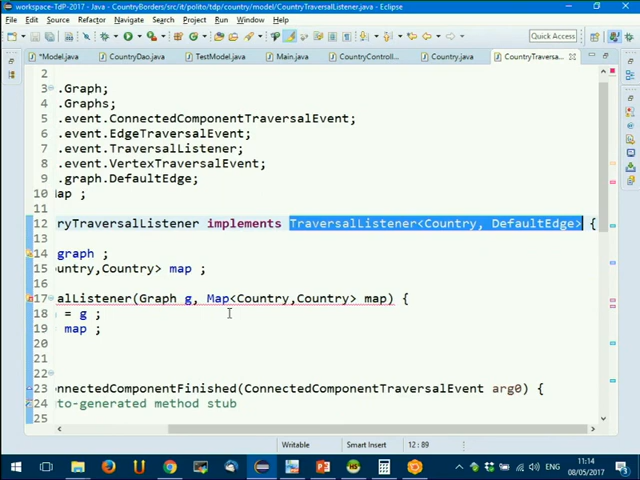 workspace-TdP-2017 - Java - CountryBorders/src/it/polito/tdp/country/model/CountryTraversalListener.java - Eclipse
File Edit Source Refactor Navigate Search Project Run Window Help
Quick Access
*Model.java CountryDao.java TestModel.java Main.java CountryControll... Country.java CountryTraversa...
2
3 .Graph;
4 .Graphs;
5 .event.ConnectedComponentTraversalEvent;
6 .event.EdgeTraversalEvent;
7 .event.TraversalListener;
8 .event.VertexTraversalEvent;
9 .graph.DefaultEdge;
10 ap ;
11
12 ryTraversalListener implements TraversalListener<Country, DefaultEdge> {
13
14 graph ;
15 ountry,Country> map ;
16
17 alListener(Graph g, Map<Country,Country> map) {
18 = g ;
19 map ;
20
21
22
23 onnectedComponentFinished(ConnectedComponentTraversalEvent arg0) {
24 to-generated method stub
25
Writable Smart Insert 12 : 89
11:14
ENG
08/05/2017